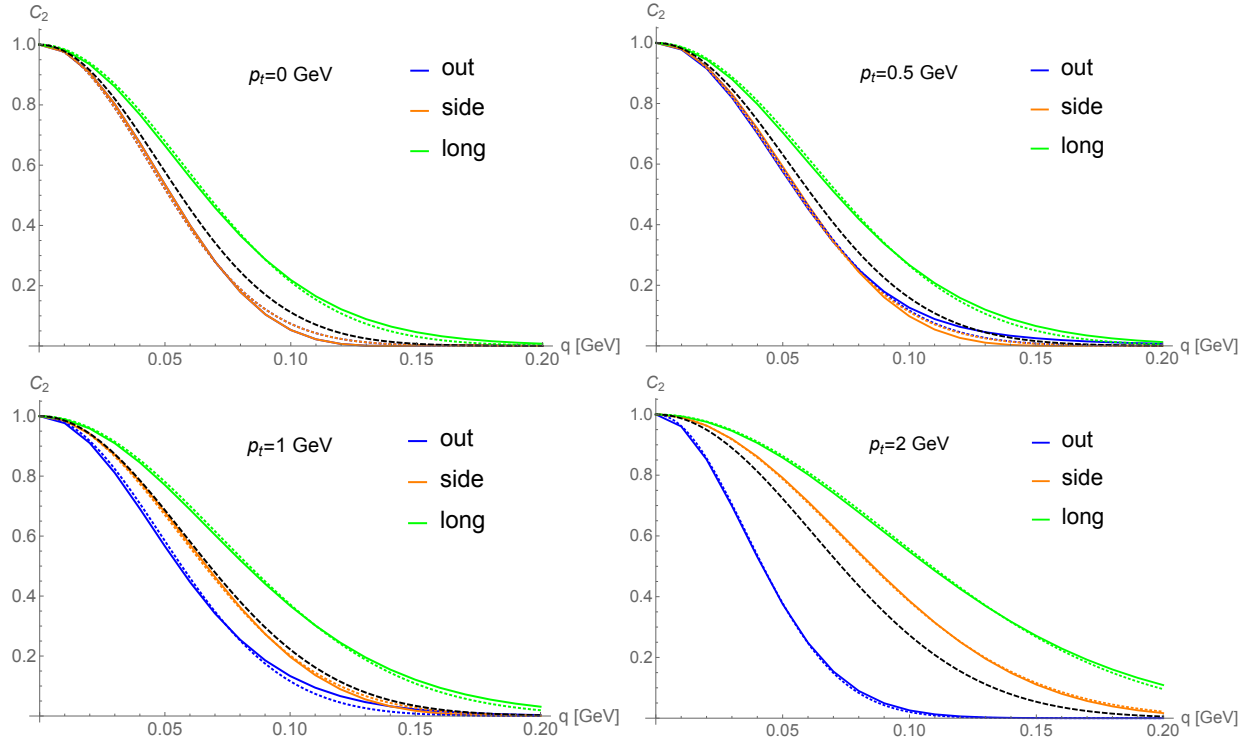 C2
1.0
0.8
0.6
0.4
0.2
0.05
0.10
0.15
0.20
q [GeV]
pt=0 GeV
out
side
long
C2
1.0
0.8
0.6
0.4
0.2
0.05
0.10
0.15
0.20
q [GeV]
pt=0.5 GeV
out
side
long
C2
1.0
0.8
0.6
0.4
0.2
0.05
0.10
0.15
0.20
q [GeV]
pt=1 GeV
out
side
long
C2
1.0
0.8
0.6
0.4
0.2
0.05
0.10
0.15
0.20
q [GeV]
pt=2 GeV
out
side
long